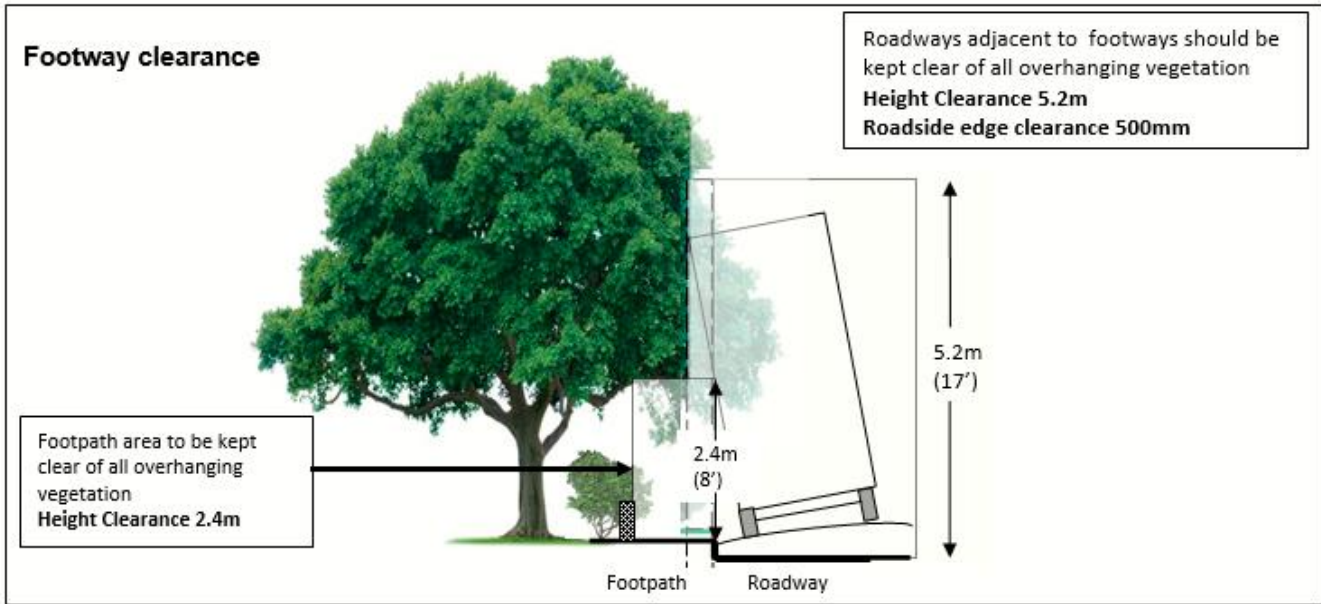 Footway clearance
Roadways adjacent to  footways should be
kept clear of all overhanging vegetation
Height Clearance 5.2m
Roadside edge clearance 500mm
5.2m
(17’)
Footpath area to be kept
clear of all overhanging
vegetation
Height Clearance 2.4m
2.4m
(8’)
Footpath
Roadway